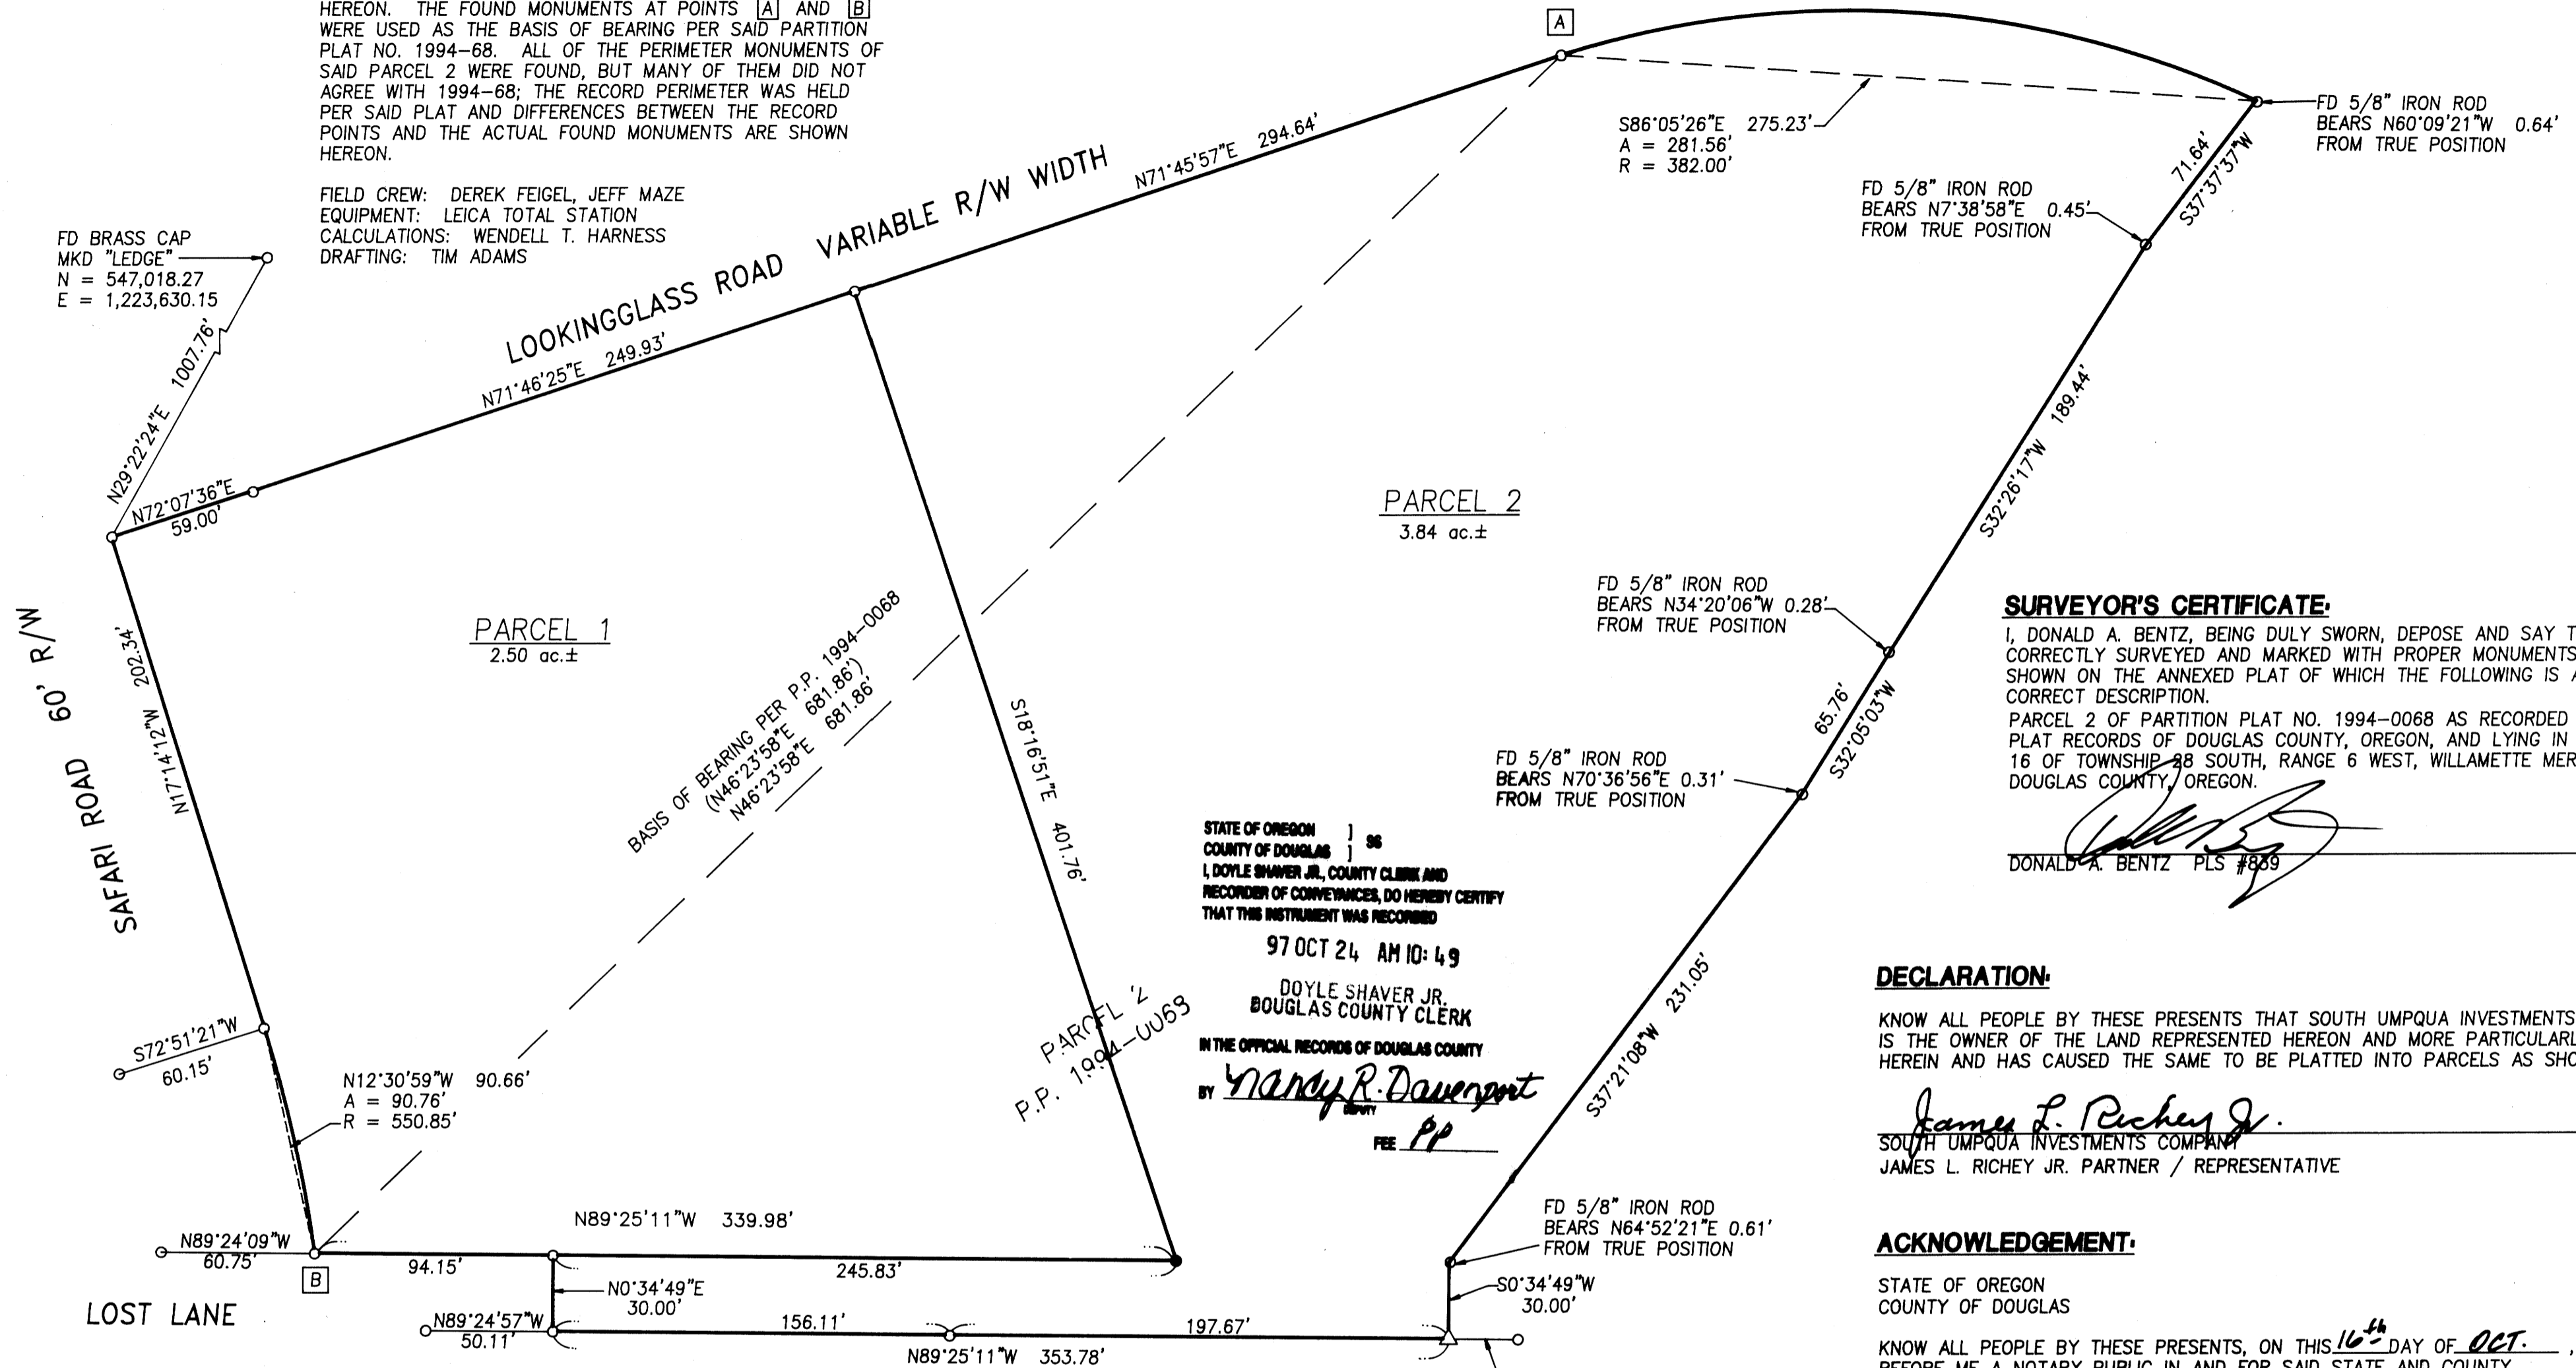 HEREON. THE FOUND MONUMENTS AT POINTS A AND B
WERE USED AS THE BASIS OF BEARING PER SAID PARTITION
PLAT NO. 1994-68. ALL OF THE PERIMETER MONUMENTS OF
SAID PARCEL 2 WERE FOUND, BUT MANY OF THEM DID NOT
AGREE WITH 1994-68; THE RECORD PERIMETER WAS HELD
PER SAID PLAT AND DIFFERENCES BETWEEN THE RECORD
POINTS AND THE ACTUAL FOUND MONUMENTS ARE SHOWN
HEREON.
FIELD CREW: DEREK FEIGEL, JEFF MAZE
EQUIPMENT: LEICA TOTAL STATION
CALCULATIONS: WENDELL T. HARNESS
DRAFTING: TIM ADAMS
FD BRASS CAP
MKD "LEDGE"
N = 547,018.27
E = 1,223,630.15
N29°22'24"E 1007.76'
N72°07'36"E
59.00'
N71°46'25"E 249.93'
LOOKINGGLASS ROAD VARIABLE R/W WIDTH
N71°45'57"E 294.64'
A
S86°05'26"E 275.23'
A = 281.56'
R = 382.00'
FD 5/8" IRON ROD
BEARS N60°09'21"W 0.64'
FROM TRUE POSITION
71.64'
S37°37'37"W
FD 5/8" IRON ROD
BEARS N7°38'58"E 0.45'
FROM TRUE POSITION
S32°26'17"W 189.44'
PARCEL 2
3.84 ac.±
PARCEL 1
2.50 ac.±
SAFARI ROAD 60' R/W
N17°14'12"W 202.34'
BASIS OF BEARING PER P.P. 1994-0068
(N46°23'58"E 681.86')
N46°23'58"E 681.86'
S18°16'51"E 401.76'
FD 5/8" IRON ROD
BEARS N34°20'06"W 0.28'
FROM TRUE POSITION
65.76'
S32°05'03"W
FD 5/8" IRON ROD
BEARS N70°36'56"E 0.31'
FROM TRUE POSITION
SURVEYOR'S CERTIFICATE:
I, DONALD A. BENTZ, BEING DULY SWORN, DEPOSE AND SAY T
CORRECTLY SURVEYED AND MARKED WITH PROPER MONUMENTS
SHOWN ON THE ANNEXED PLAT OF WHICH THE FOLLOWING IS A
CORRECT DESCRIPTION.
PARCEL 2 OF PARTITION PLAT NO. 1994-0068 AS RECORDED
PLAT RECORDS OF DOUGLAS COUNTY, OREGON, AND LYING IN
16 OF TOWNSHIP 28 SOUTH, RANGE 6 WEST, WILLAMETTE MER
DOUGLAS COUNTY, OREGON.
DONALD A. BENTZ PLS #839
STATE OF OREGON ]
COUNTY OF DOUGLAS ] SS
I, DOYLE SHAVER JR., COUNTY CLERK AND
RECORDER OF CONVEYANCES, DO HEREBY CERTIFY
THAT THIS INSTRUMENT WAS RECORDED
97 OCT 24 AM 10:49
DOYLE SHAVER JR.
DOUGLAS COUNTY CLERK
IN THE OFFICIAL RECORDS OF DOUGLAS COUNTY
BY Nancy R. Davenport
DEPUTY
FEE PP
PARCEL 2
P.P. 1994-0068
S37°21'08"W 231.05'
DECLARATION:
KNOW ALL PEOPLE BY THESE PRESENTS THAT SOUTH UMPQUA INVESTMENTS
IS THE OWNER OF THE LAND REPRESENTED HEREON AND MORE PARTICULARL
HEREIN AND HAS CAUSED THE SAME TO BE PLATTED INTO PARCELS AS SHO
James L. Richey Jr.
SOUTH UMPQUA INVESTMENTS COMPANY
JAMES L. RICHEY JR. PARTNER / REPRESENTATIVE
S72°51'21"W
60.15'
N12°30'59"W 90.66'
A = 90.76'
R = 550.85'
N89°24'09"W
60.75'
B
N89°25'11"W 339.98'
94.15'
245.83'
N0°34'49"E
30.00'
LOST LANE
N89°24'57"W
50.11'
156.11'
197.67'
N89°25'11"W 353.78'
FD 5/8" IRON ROD
BEARS N64°52'21"E 0.61'
FROM TRUE POSITION
S0°34'49"W
30.00'
ACKNOWLEDGEMENT:
STATE OF OREGON
COUNTY OF DOUGLAS
KNOW ALL PEOPLE BY THESE PRESENTS, ON THIS 16th DAY OF OCT. ,
BEFORE ME A NOTARY PUBLIC IN AND FOR SAID STATE AND COUNTY